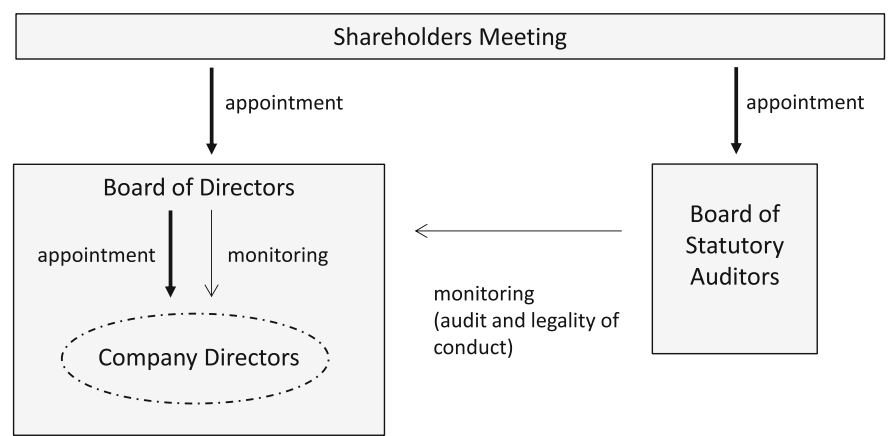 Shareholders Meeting
appointment
appointment
Board of Directors
appointment
monitoring
Company Directors
monitoring
(audit and legality of
conduct)
Board of
Statutory
Auditors